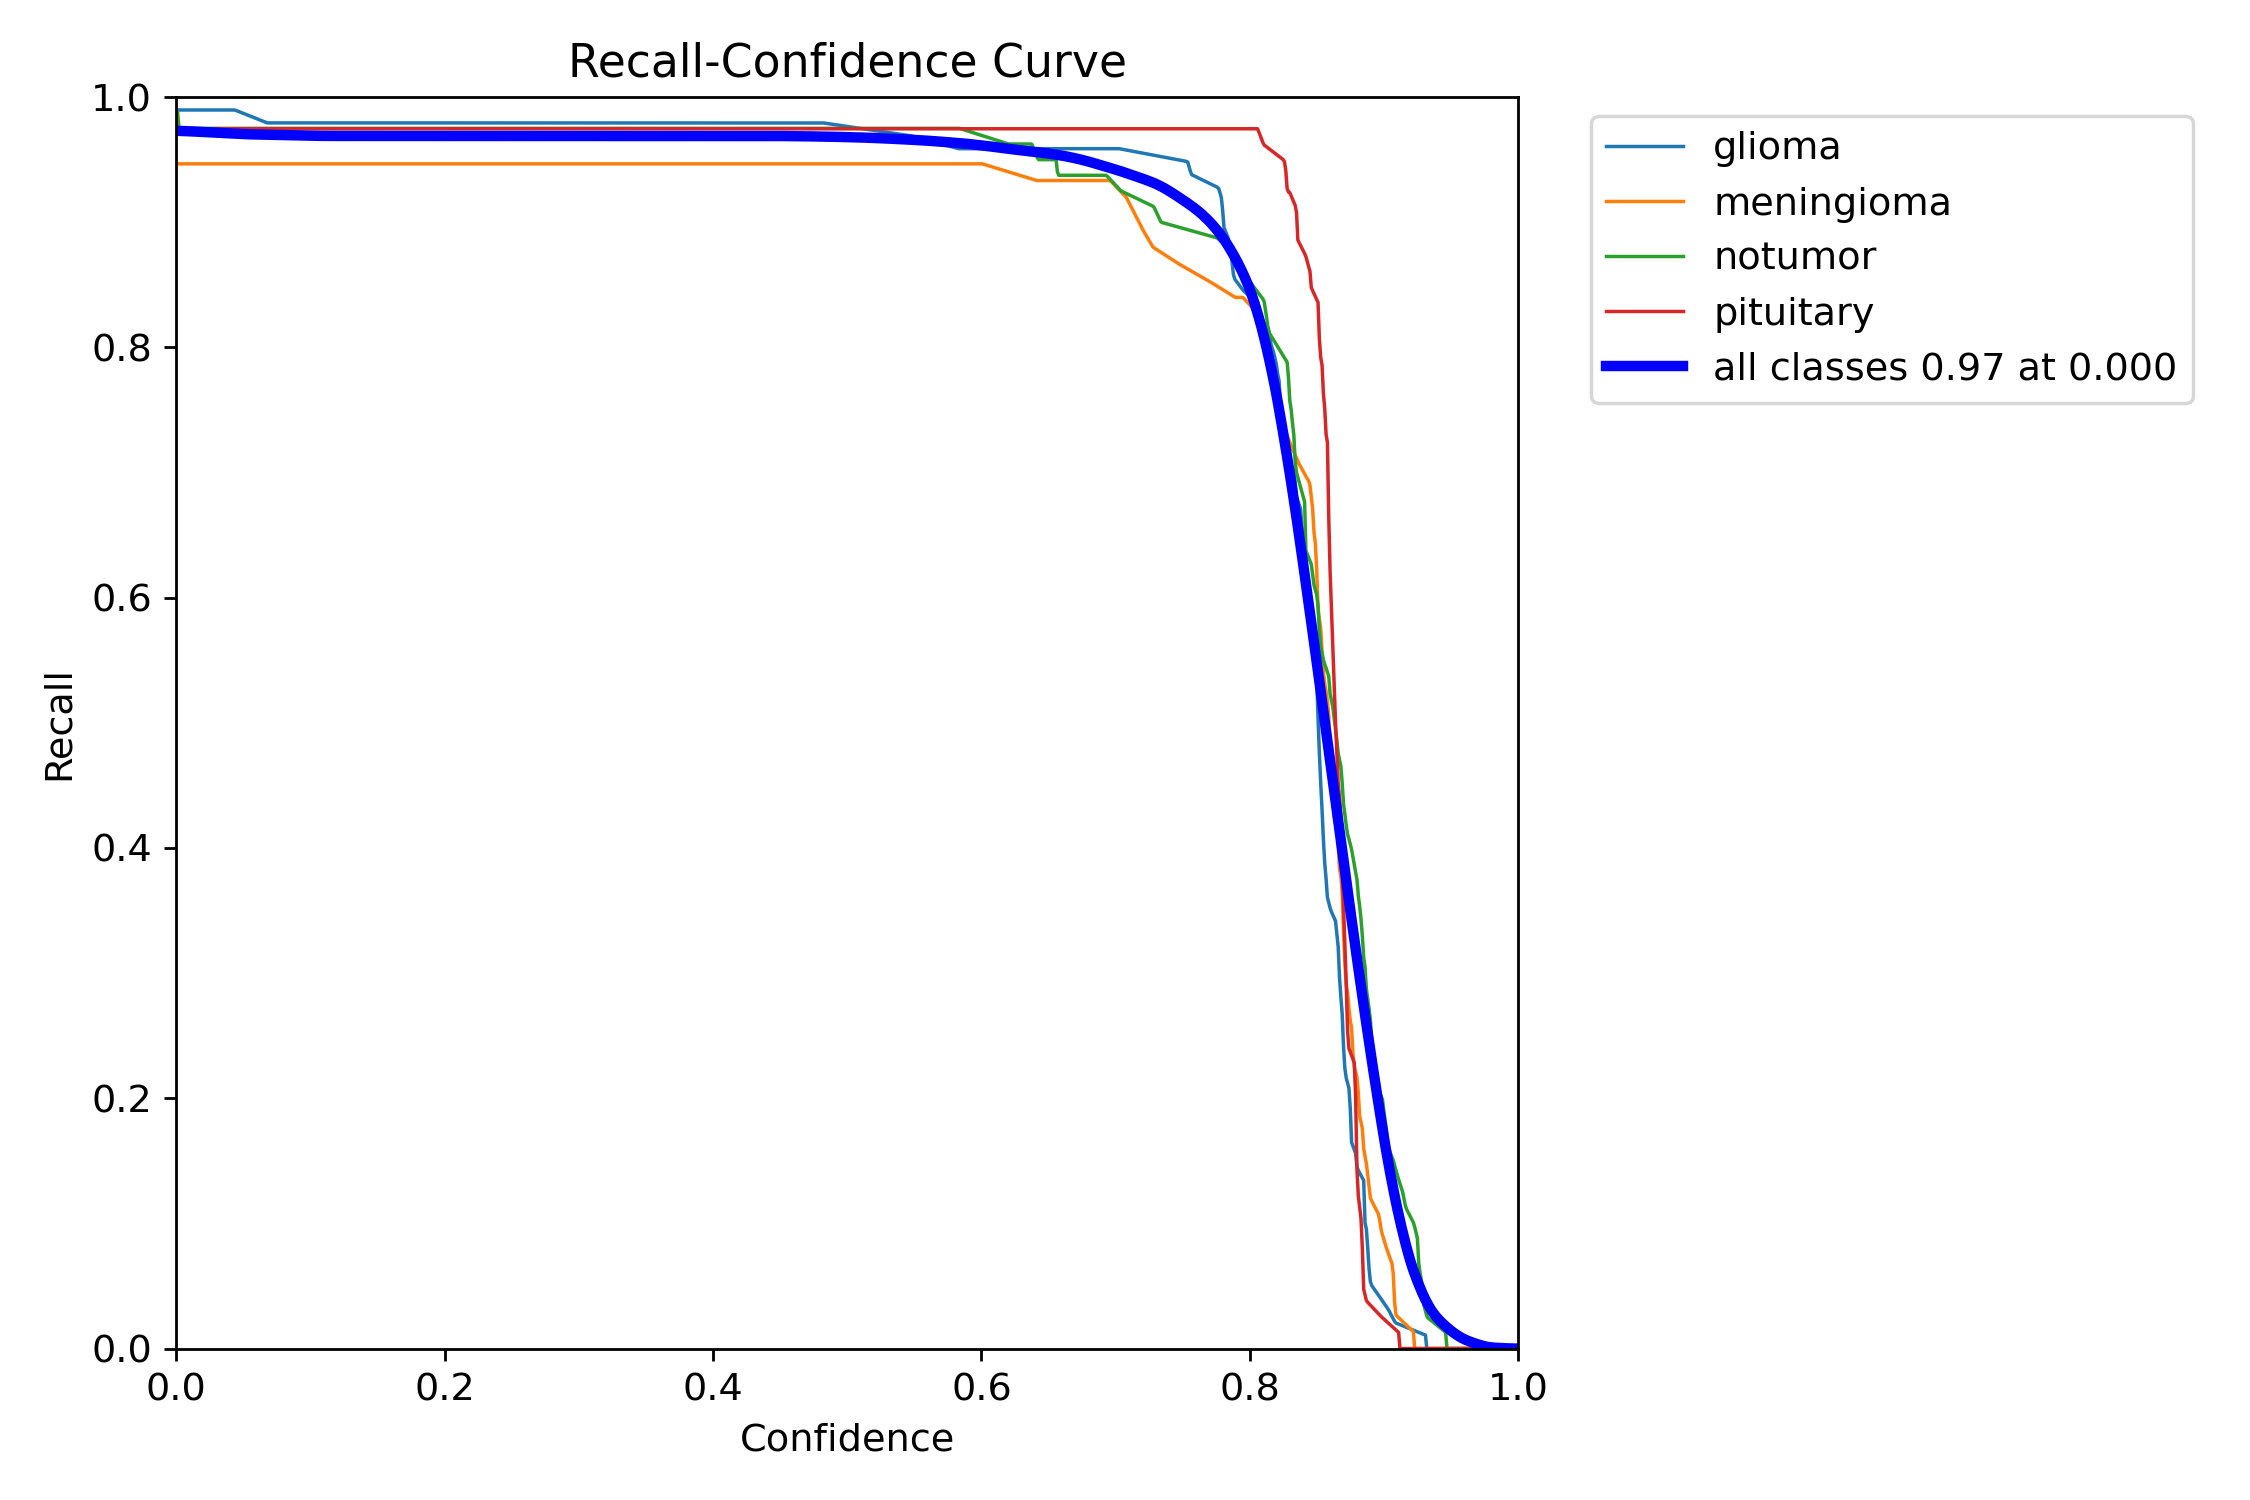 Recall-Confidence Curve
1.0
0.8
0.6
0.4
0.2
0.0
Recall
0.0 0.2 0.4 0.6 0.8 1.0
Confidence
glioma
meningioma
notumor
pituitary
all classes 0.97 at 0.000